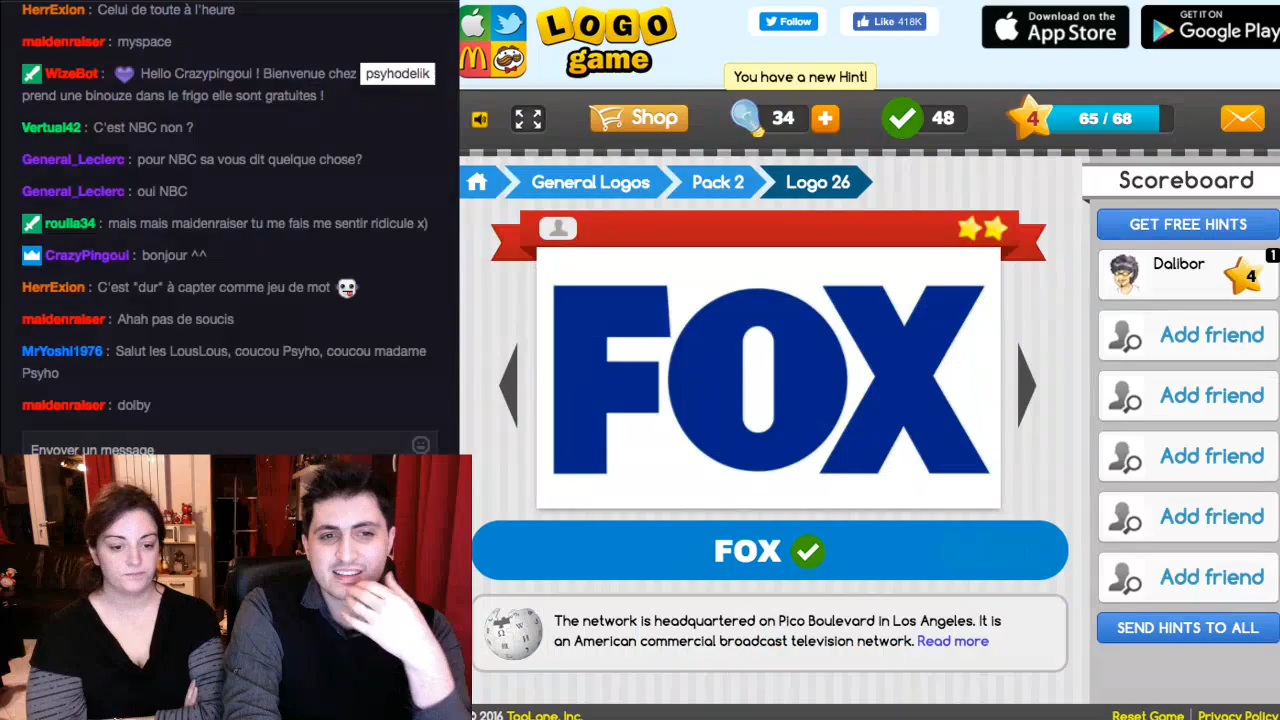 HerrExion : Celui de toute à l'heure
maidenraiser : myspace
WizeBot : Hello Crazypingoui ! Bienvenue chez psyhodelik
prend une binouze dans le frigo elle sont gratuites !
Vertual42 : C'est NBC non ?
General_Leclerc : pour NBC sa vous dit quelque chose?
General_Leclerc : oui NBC
roulla34 : mais mais maidenraiser tu me fais me sentir ridicule x)
CrazyPingoui : bonjour ^^
HerrExion : C'est "dur" à capter comme jeu de mot
maidenraiser : Ahah pas de soucis
MrYoshi1976 : Salut les LousLous, coucou Psyho, coucou madame
Psyho
maidenraiser : dolby
Envoyer un message
LOGO
game
Follow
Like 418K
Download on the
App Store
GET IT ON
Google Play
You have a new Hint!
Shop
34
48
4
65 / 68
General Logos
Pack 2
Logo 26
FOX
FOX
The network is headquartered on Pico Boulevard in Los Angeles. It is
an American commercial broadcast television network. Read more
Scoreboard
GET FREE HINTS
1
Dalibor
4
Add friend
Add friend
Add friend
Add friend
Add friend
SEND HINTS TO ALL
© 2016 TapLane, Inc.
Reset Game | Privacy Policy